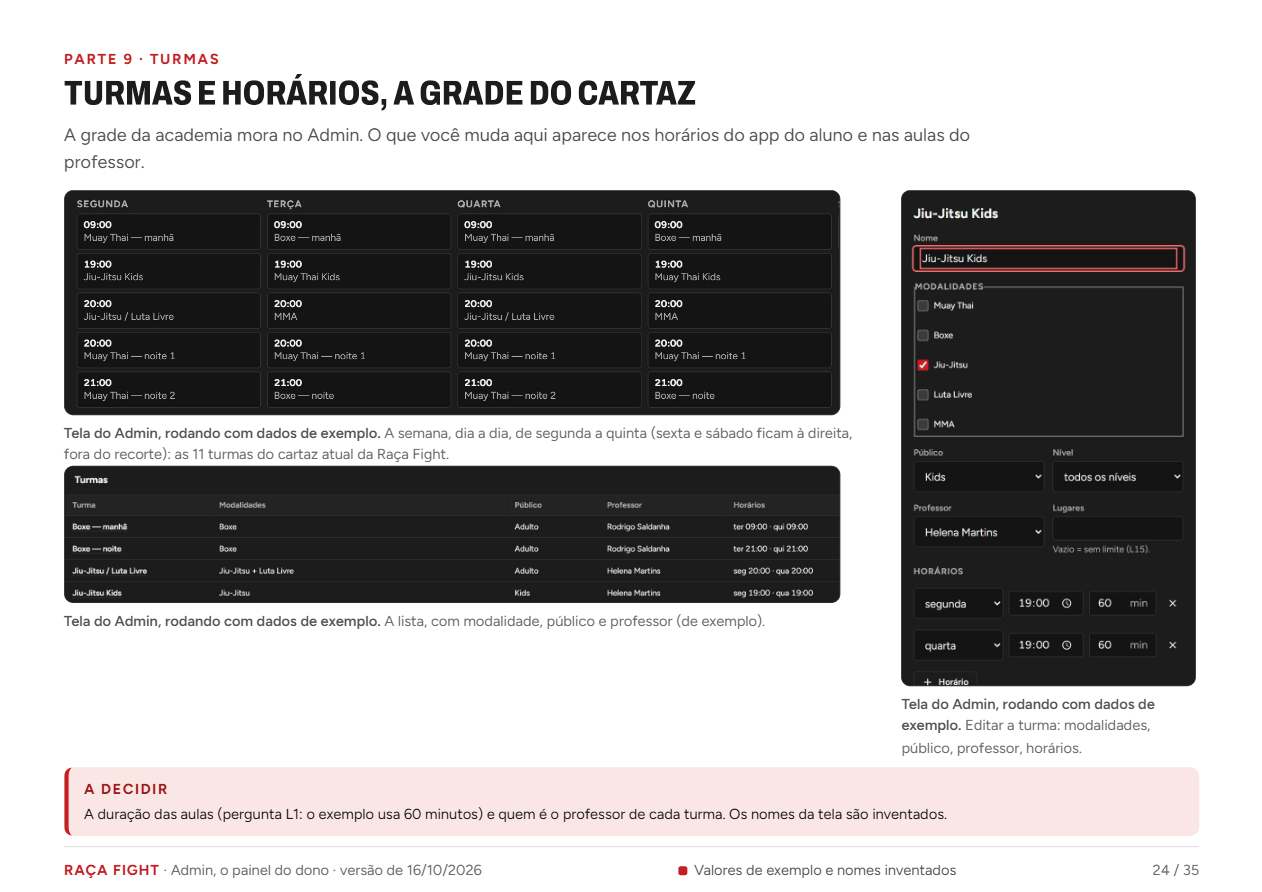 PARTE 9 · TURMAS
TURMAS E HORÁRIOS, A GRADE DO CARTAZ
A grade da academia mora no Admin. O que você muda aqui aparece nos horários do app do aluno e nas aulas do
professor.
SEGUNDA TERÇA QUARTA QUINTA
09:00 09:00 09:00 09:00
Muay Thai — manhã Boxe — manhã Muay Thai — manhã Boxe — manhã
19:00 19:00 19:00 19:00
Jiu-Jitsu Kids Muay Thai Kids Jiu-Jitsu Kids Muay Thai Kids
20:00 20:00 20:00 20:00
Jiu-Jitsu / Luta Livre MMA Jiu-Jitsu / Luta Livre MMA
20:00 20:00 20:00 20:00
Muay Thai — noite 1 Muay Thai — noite 1 Muay Thai — noite 1 Muay Thai — noite 1
21:00 21:00 21:00 21:00
Muay Thai — noite 2 Boxe — noite Muay Thai — noite 2 Boxe — noite
Tela do Admin, rodando com dados de exemplo. A semana, dia a dia, de segunda a quinta (sexta e sábado ficam à direita,
fora do recorte): as 11 turmas do cartaz atual da Raça Fight.
Turmas
Turma Modalidades Público Professor Horários
Boxe — manhã Boxe Adulto Rodrigo Saldanha ter 09:00 · qui 09:00
Boxe — noite Boxe Adulto Rodrigo Saldanha ter 21:00 · qui 21:00
Jiu-Jitsu / Luta Livre Jiu-Jitsu + Luta Livre Adulto Helena Martins seg 20:00 · qua 20:00
Jiu-Jitsu Kids Jiu-Jitsu Kids Helena Martins seg 19:00 · qua 19:00
Tela do Admin, rodando com dados de exemplo. A lista, com modalidade, público e professor (de exemplo).
Jiu-Jitsu Kids
Nome
Jiu-Jitsu Kids
MODALIDADES
Muay Thai
Boxe
Jiu-Jitsu
Luta Livre
MMA
Público Nível
Kids todos os níveis
Professor Lugares
Helena Martins
Vazio = sem limite (L15).
HORÁRIOS
segunda 19:00 60 min ×
quarta 19:00 60 min ×
+ Horário
Tela do Admin, rodando com dados de
exemplo. Editar a turma: modalidades,
público, professor, horários.
A DECIDIR
A duração das aulas (pergunta L1: o exemplo usa 60 minutos) e quem é o professor de cada turma. Os nomes da tela são inventados.
RAÇA FIGHT · Admin, o painel do dono · versão de 16/10/2026 Valores de exemplo e nomes inventados 24 / 35